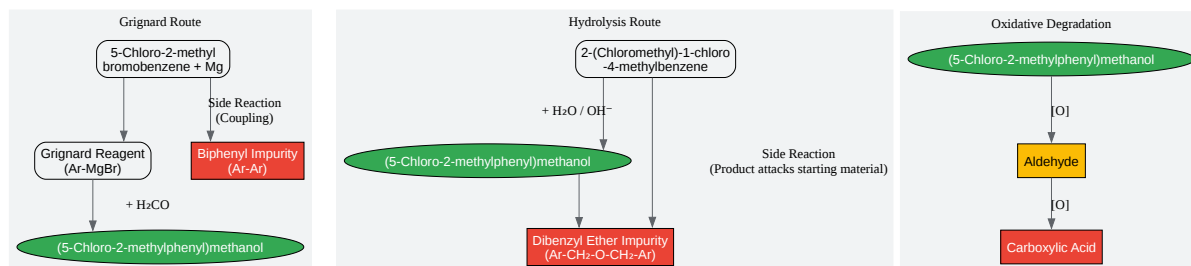 Grignard Route
5-Chloro-2-methyl
bromobenzene + Mg
Side Reaction
(Coupling)
Grignard Reagent
(Ar-MgBr)
Biphenyl Impurity
(Ar-Ar)
+ H₂CO
(5-Chloro-2-methylphenyl)methanol
Hydrolysis Route
2-(Chloromethyl)-1-chloro
-4-methylbenzene
+ H₂O / OH⁻
(5-Chloro-2-methylphenyl)methanol
Side Reaction
(Product attacks starting material)
Dibenzyl Ether Impurity
(Ar-CH₂-O-CH₂-Ar)
Oxidative Degradation
(5-Chloro-2-methylphenyl)methanol
[O]
Aldehyde
[O]
Carboxylic Acid